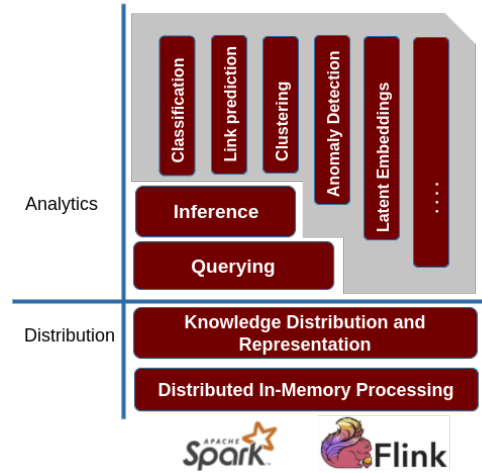 Classification
Link prediction
Clustering
Anomaly Detection
Latent Embeddings
....
Analytics
Inference
Querying
Distribution
Knowledge Distribution and
Representation
Distributed In-Memory Processing
APACHE
Spark™
Flink